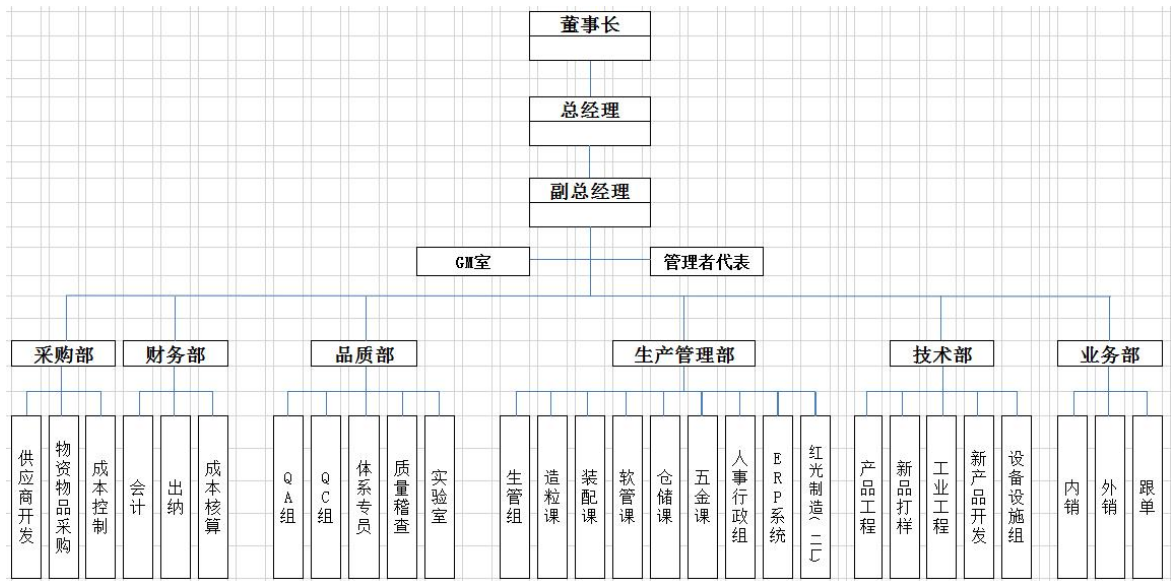 董事长
总经理
副总经理
GM室
管理者代表
采购部
财务部
品质部
生产管理部
技术部
业务部
供应商开发
物资物品采购
成本控制
会计
出纳
成本核算
QA组
QC组
体系专员
质量稽查
实验室
生管组
造粒课
装配课
软管课
仓储课
五金课
人事行政组
ERP系统
红光制造（二厂
产品工程
新品打样
工业工程
新产品开发
设备设施组
内销
外销
跟单